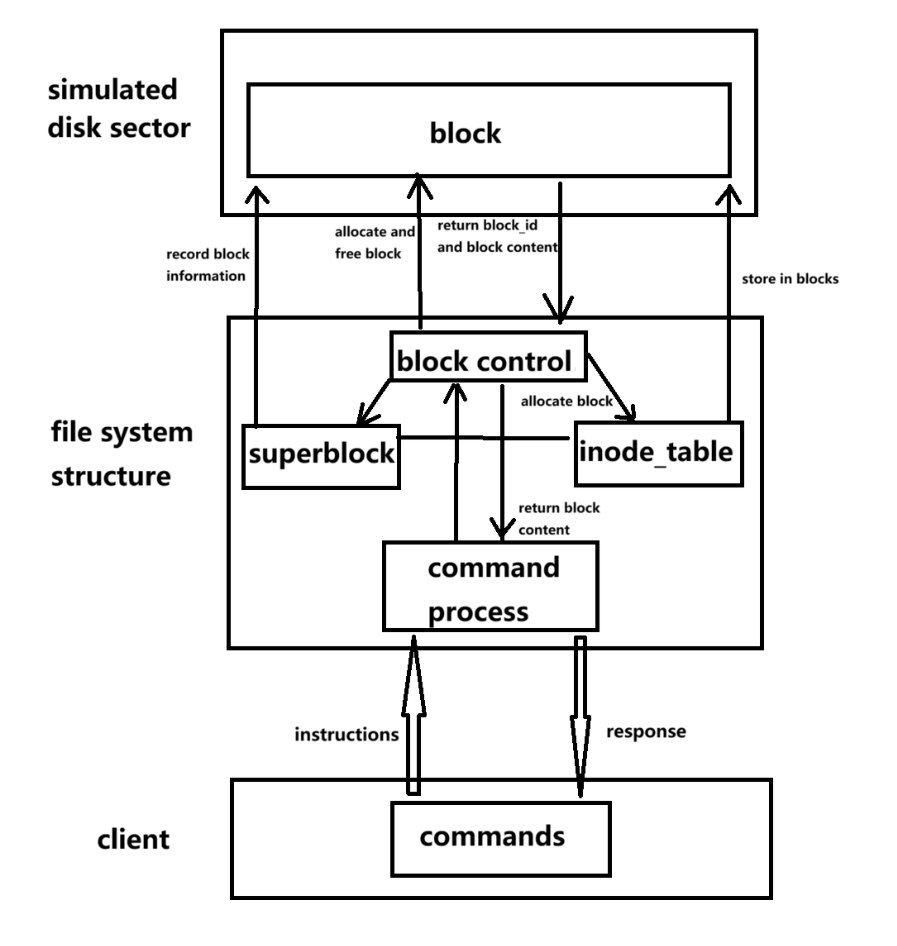 simulated
disk sector
block
record block
information
allocate and
free block
return block_id
and block content
store in blocks
file system
structure
block control
allocate block
superblock
inode_table
return block
content
command
process
instructions
response
client
commands